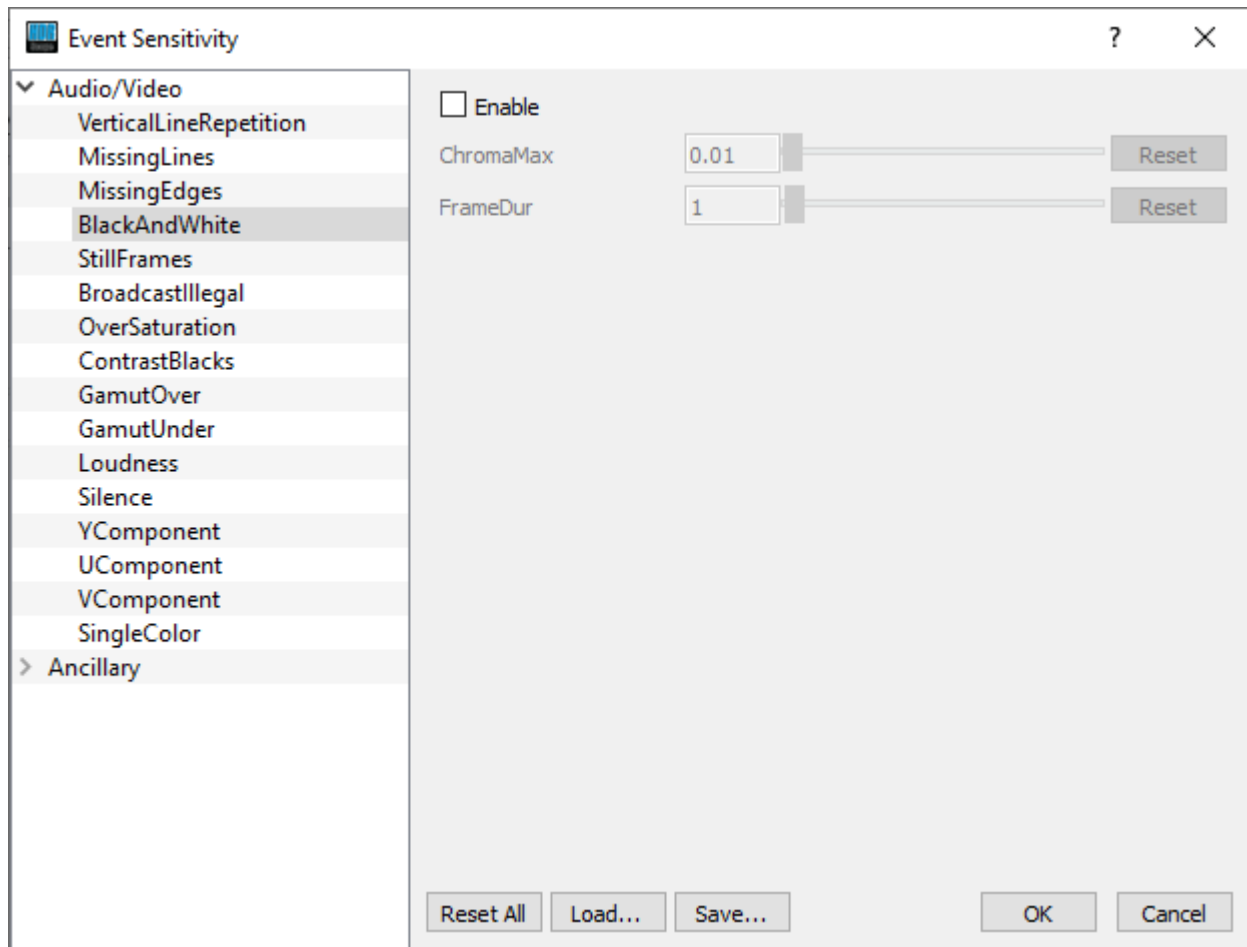 Event Sensitivity
?
Audio/Video
VerticalLineRepetition
MissingLines
MissingEdges
BlackAndWhite
StillFrames
BroadcastIllegal
OverSaturation
ContrastBlacks
GamutOver
GamutUnder
Loudness
Silence
YComponent
UComponent
VComponent
SingleColor
Ancillary
Enable
ChromaMax 0.01 Reset
FrameDur 1 Reset
Reset All Load... Save... OK Cancel